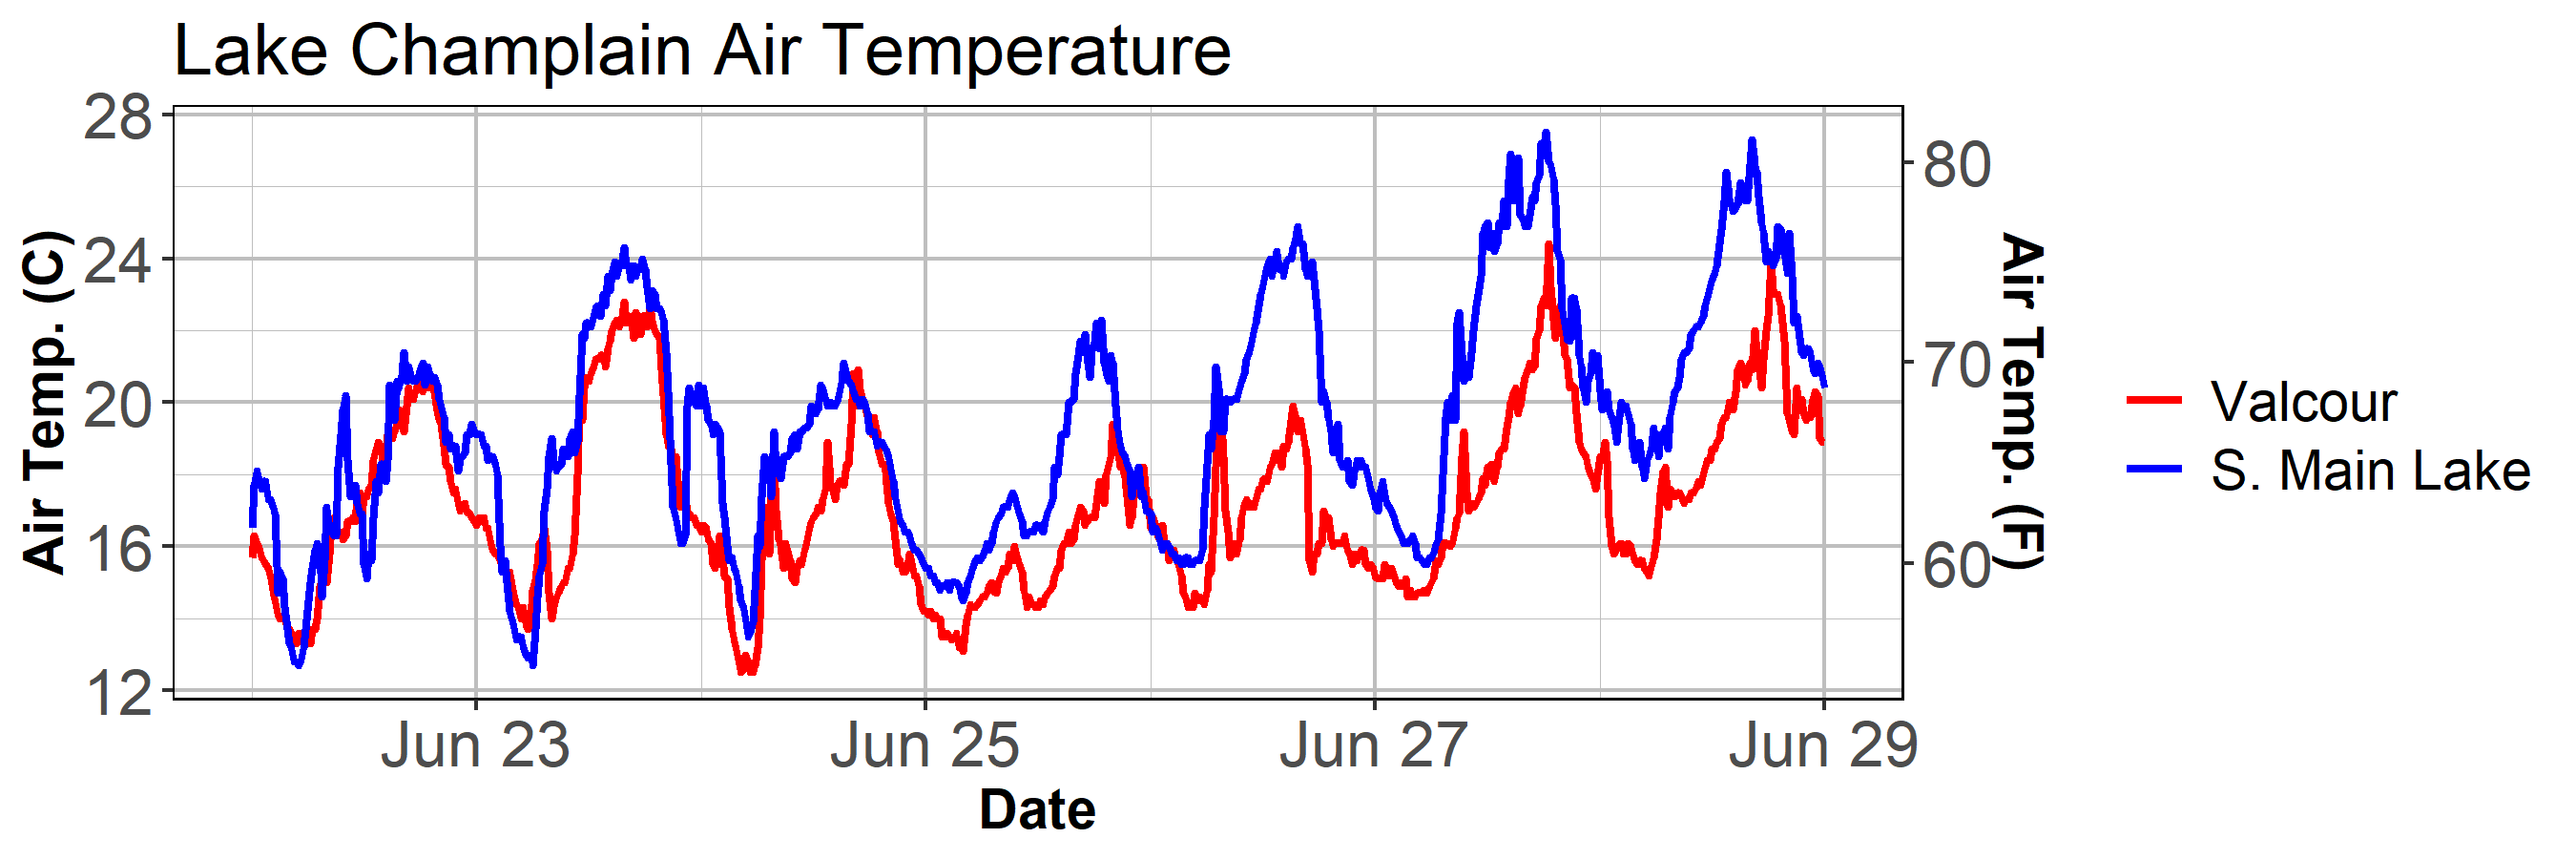 Lake Champlain Air Temperature
28
24
20
16
12
Air Temp. (C)
80
70
60
Air Temp. (F)
Jun 23
Jun 25
Jun 27
Jun 29
Date
Valcour
S. Main Lake